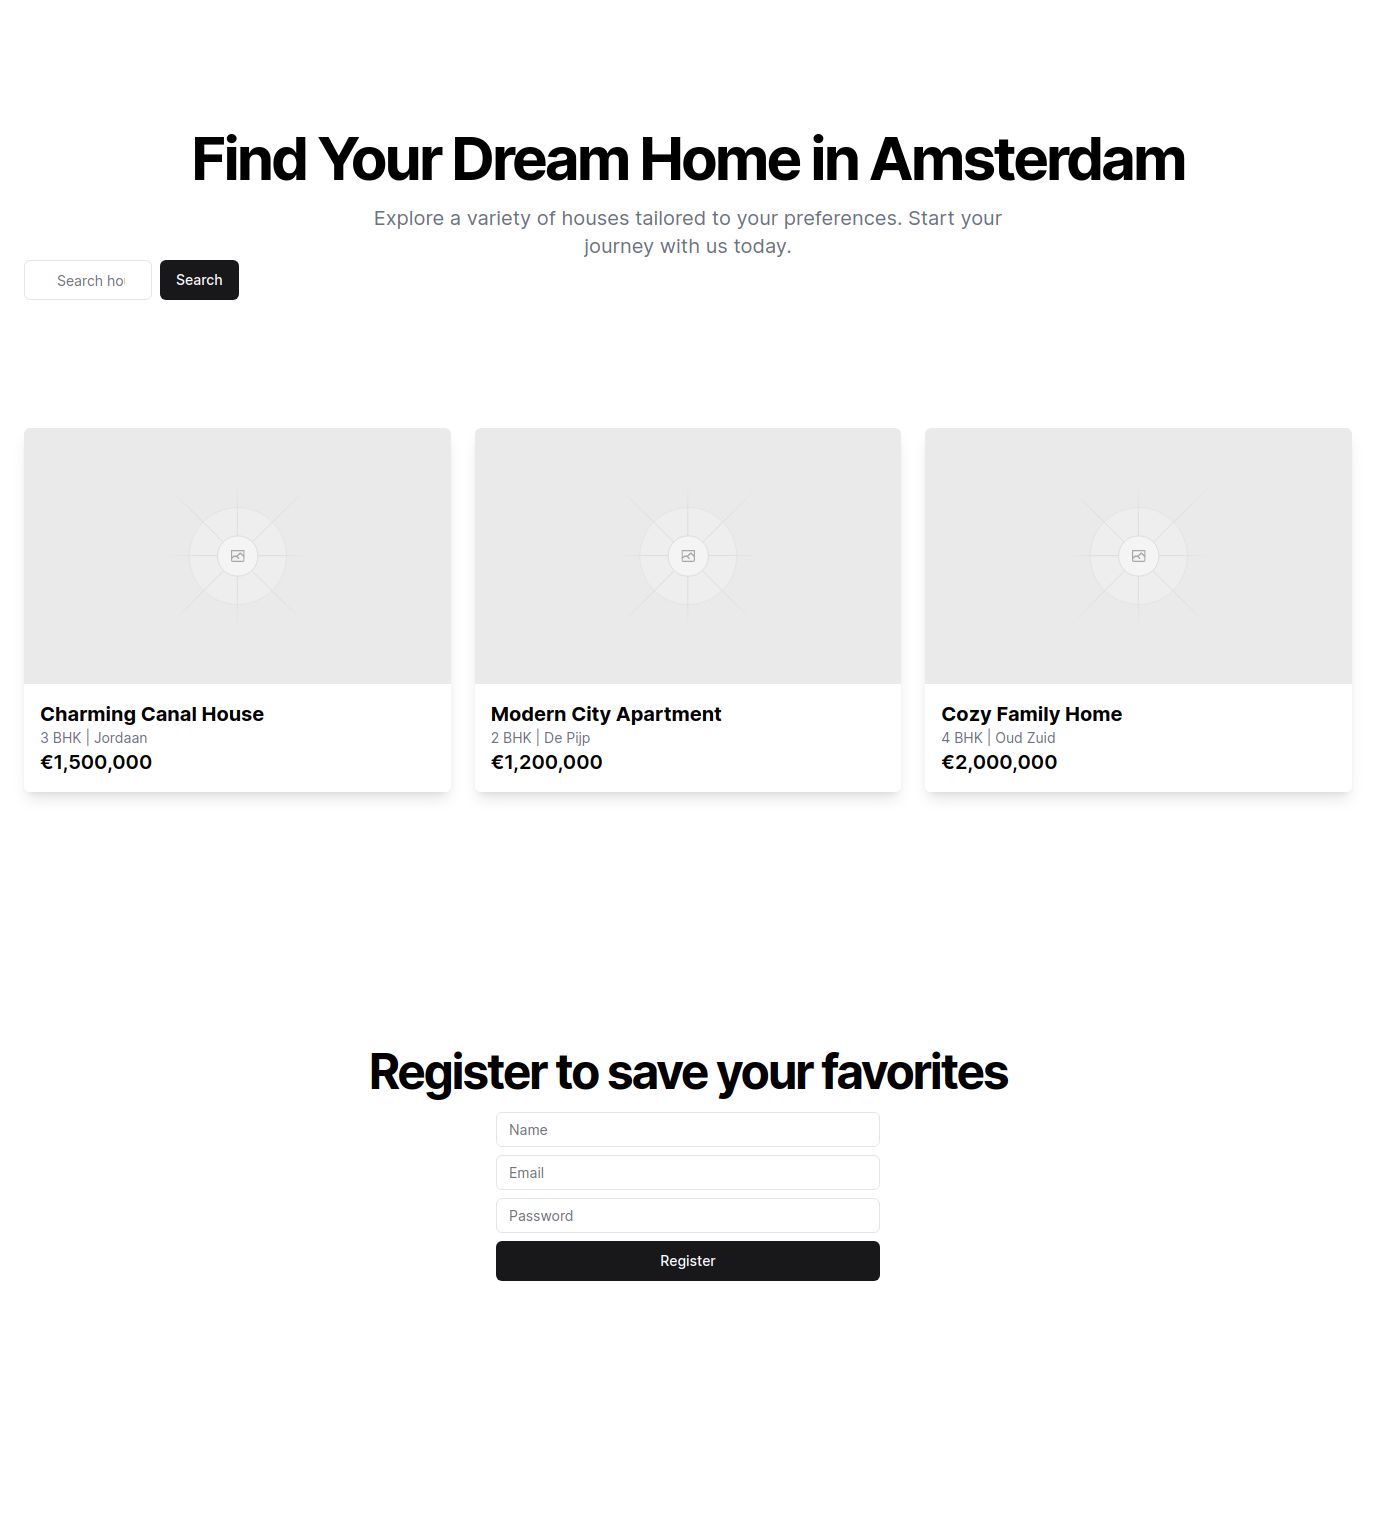 Find Your Dream Home in Amsterdam
Explore a variety of houses tailored to your preferences. Start your
journey with us today.
Search hou
Search
Charming Canal House
3 BHK | Jordaan
€1,500,000
Modern City Apartment
2 BHK | De Pijp
€1,200,000
Cozy Family Home
4 BHK | Oud Zuid
€2,000,000
Register to save your favorites
Name
Email
Password
Register